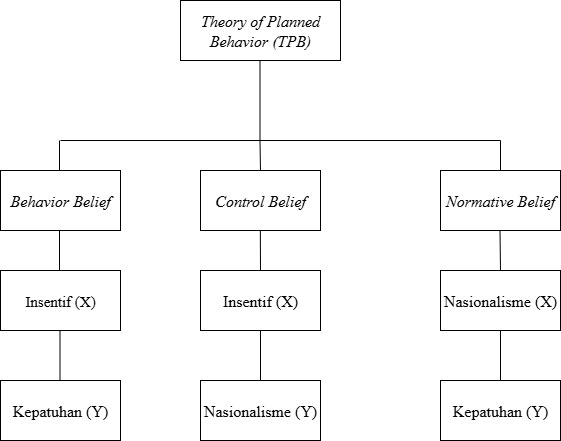 Theory of Planned
Behavior (TPB)
Behavior Belief
Control Belief
Normative Belief
Insentif (X)
Insentif (X)
Nasionalisme (X)
Kepatuhan (Y)
Nasionalisme (Y)
Kepatuhan (Y)